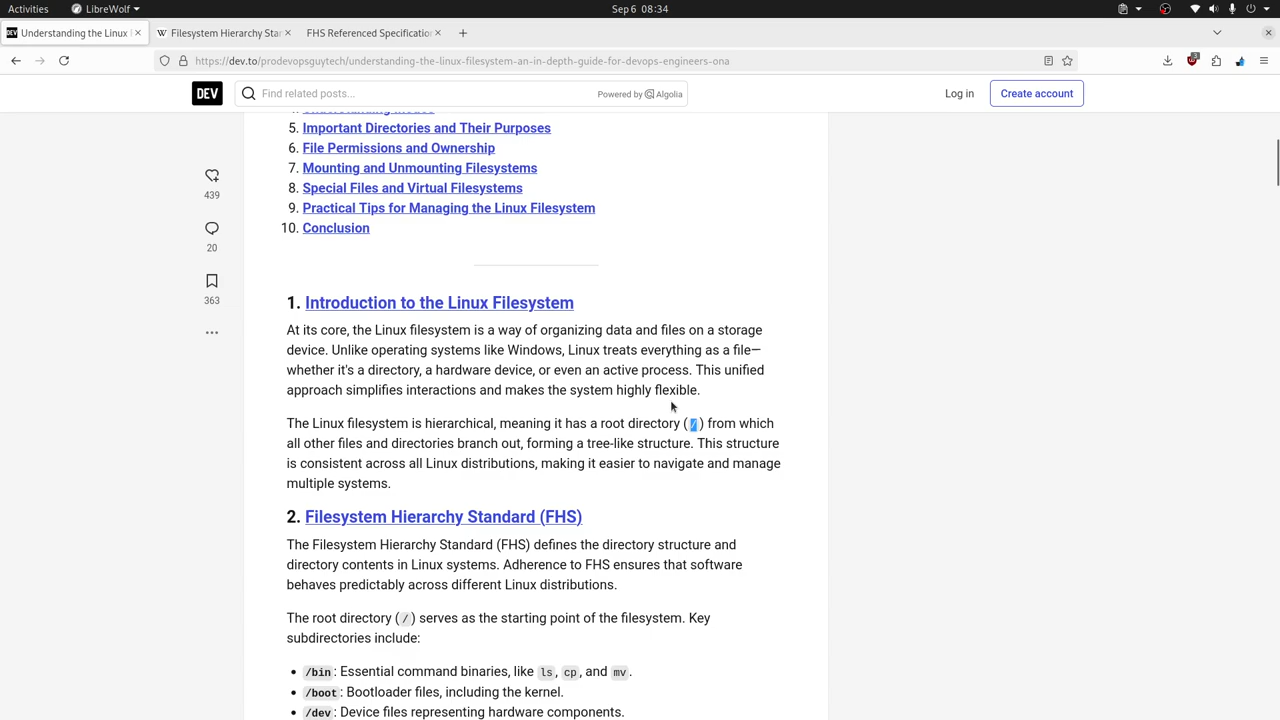 Activities
LibreWolf
Sep 6 08:34
Understanding the Linux
Filesystem Hierarchy Sta
FHS Referenced Specificatio
https://dev.to/prodevopsguytech/understanding-the-linux-filesystem-an-in-depth-guide-for-devops-engineers-ona
DEV
Find related posts...
Powered by Algolia
Log in
Create account
5. Important Directories and Their Purposes
6. File Permissions and Ownership
7. Mounting and Unmounting Filesystems
8. Special Files and Virtual Filesystems
9. Practical Tips for Managing the Linux Filesystem
10. Conclusion
439
20
363
1. Introduction to the Linux Filesystem
At its core, the Linux filesystem is a way of organizing data and files on a storage
device. Unlike operating systems like Windows, Linux treats everything as a file—
whether it's a directory, a hardware device, or even an active process. This unified
approach simplifies interactions and makes the system highly flexible.
The Linux filesystem is hierarchical, meaning it has a root directory (/) from which
all other files and directories branch out, forming a tree-like structure. This structure
is consistent across all Linux distributions, making it easier to navigate and manage
multiple systems.
2. Filesystem Hierarchy Standard (FHS)
The Filesystem Hierarchy Standard (FHS) defines the directory structure and
directory contents in Linux systems. Adherence to FHS ensures that software
behaves predictably across different Linux distributions.
The root directory (/) serves as the starting point of the filesystem. Key
subdirectories include:
• /bin: Essential command binaries, like ls, cp, and mv.
• /boot: Bootloader files, including the kernel.
• /dev: Device files representing hardware components.